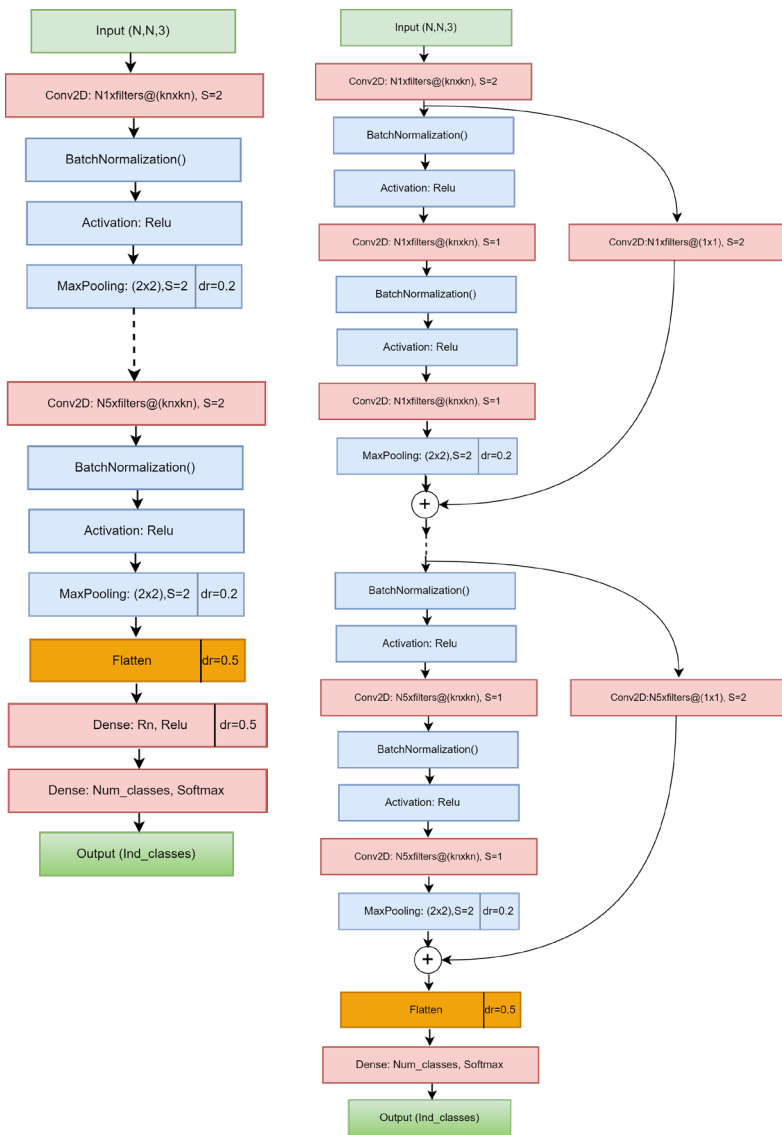 Input (N,N,3)
Conv2D: N1xfilters@(knxkn), S=2
BatchNormalization()
Activation: Relu
MaxPooling: (2x2),S=2 dr=0.2
Conv2D: N5xfilters@(knxkn), S=2
BatchNormalization()
Activation: Relu
MaxPooling: (2x2),S=2 dr=0.2
Flatten dr=0.5
Dense: Rn, Relu dr=0.5
Dense: Num_classes, Softmax
Output (Ind_classes)
Input (N,N,3)
Conv2D: N1xfilters@(knxkn), S=2
BatchNormalization()
Activation: Relu
Conv2D: N1xfilters@(knxkn), S=1
Conv2D:N1xfilters@(1x1), S=2
BatchNormalization()
Activation: Relu
Conv2D: N1xfilters@(knxkn), S=1
MaxPooling: (2x2),S=2 dr=0.2
+
BatchNormalization()
Activation: Relu
Conv2D: N5xfilters@(knxkn), S=1
Conv2D:N5xfilters@(1x1), S=2
BatchNormalization()
Activation: Relu
Conv2D: N5xfilters@(knxkn), S=1
MaxPooling: (2x2),S=2 dr=0.2
+
Flatten dr=0.5
Dense: Num_classes, Softmax
Output (Ind_classes)